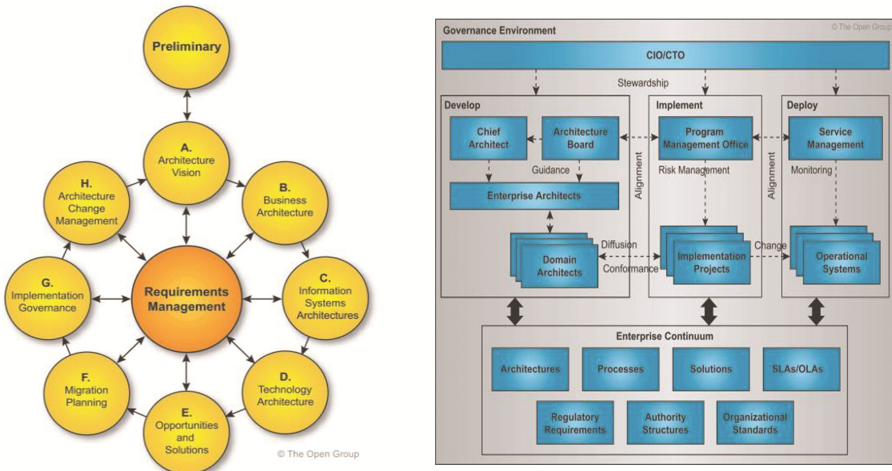 Preliminary
A.
Architecture
Vision
B.
Business
Architecture
C.
Information
Systems
Architectures
D.
Technology
Architecture
E.
Opportunities
and
Solutions
F.
Migration
Planning
G.
Implementation
Governance
H.
Architecture
Change
Management
Requirements
Management
© The Open Group
Governance Environment
© The Open Group
CIO/CTO
Stewardship
Develop
Implement
Deploy
Chief
Architect
Architecture
Board
Program
Management Office
Service
Management
Guidance
Alignment
Risk Management
Alignment
Monitoring
Enterprise Architects
Domain
Architects
Diffusion
Conformance
Implementation
Projects
Change
Operational
Systems
Enterprise Continuum
Architectures
Processes
Solutions
SLAs/OLAs
Regulatory
Requirements
Authority
Structures
Organizational
Standards